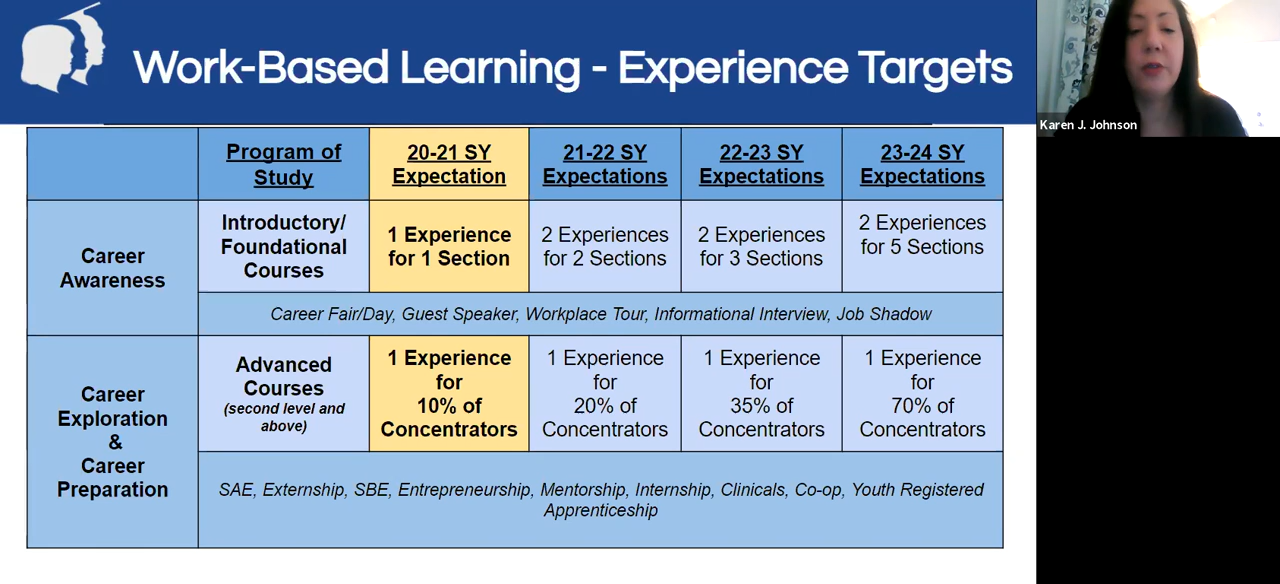 Work-Based Learning - Experience Targets
Karen J. Johnson
Program of
Study
20-21 SY
Expectation
21-22 SY
Expectations
22-23 SY
Expectations
23-24 SY
Expectations
Career
Awareness
Introductory/
Foundational
Courses
1 Experience
for 1 Section
2 Experiences
for 2 Sections
2 Experiences
for 3 Sections
2 Experiences
for 5 Sections
Career Fair/Day, Guest Speaker, Workplace Tour, Informational Interview, Job Shadow
Career
Exploration
&
Career
Preparation
Advanced
Courses
(second level and
above)
1 Experience
for
10% of
Concentrators
1 Experience
for
20% of
Concentrators
1 Experience
for
35% of
Concentrators
1 Experience
for
70% of
Concentrators
SAE, Externship, SBE, Entrepreneurship, Mentorship, Internship, Clinicals, Co-op, Youth Registered
Apprenticeship